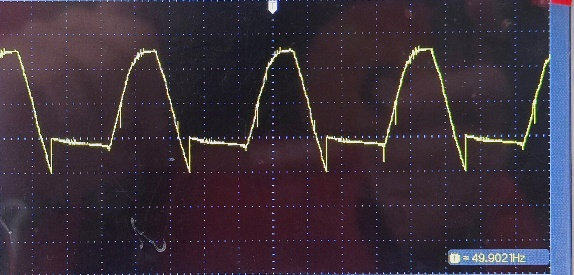 T
f = 49.9021Hz